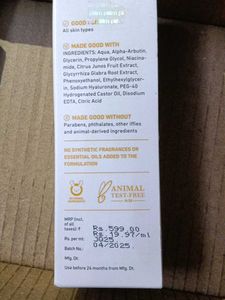 GOOD FOR
All skin types
MADE GOOD WITH
INGREDIENTS: Aqua, Alpha-Arbutin,
Glycerin, Propylene Glycol, Niacina-
mide, Citrus Junos Fruit Extract,
Glycyrrhiza Glabra Root Extract,
Phenoxyethanol, Ethylhexylglycer-
in, Sodium Hyaluronate, PEG-40
Hydrogenated Castor Oil, Disodium
EDTA, Citric Acid
MADE GOOD WITHOUT
Parabens, phthalates, other iffies
and animal-derived ingredients
NO SYNTHETIC FRAGRANCES OR
ESSENTIAL OILS ADDED TO THE
FORMULATION
ANIMAL
TEST-FREE
MRP (incl.
of all
taxes): ₹
Rs.599.00
Rs.19.97/ml
Rs. per ml:
Batch No.:
04/2025.
Mfg. Dt:
Use before 24 months from Mfg. Dt.